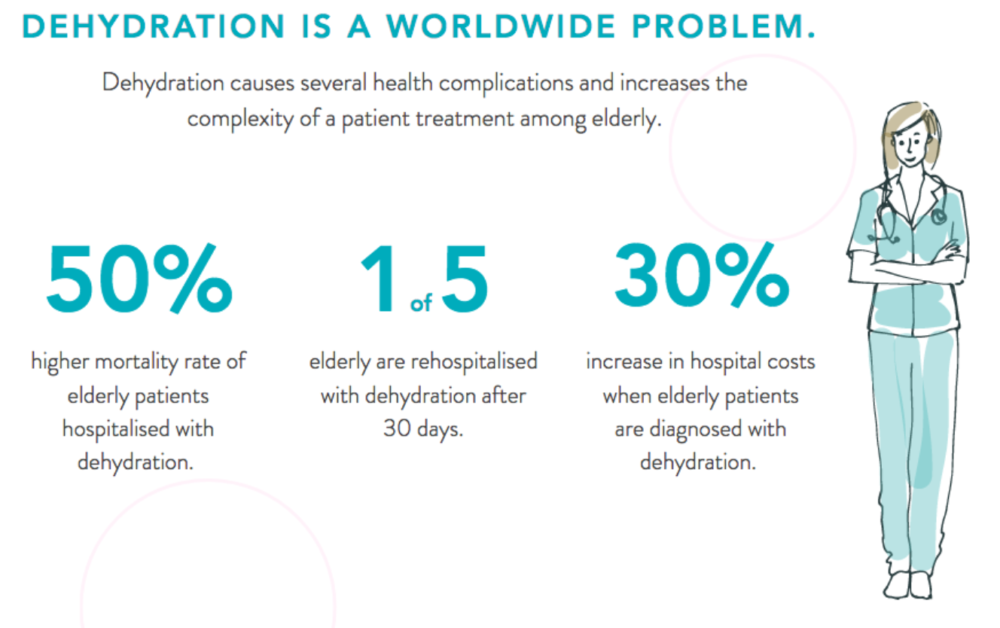 DEHYDRATION IS A WORLDWIDE PROBLEM.
Dehydration causes several health complications and increases the
complexity of a patient treatment among elderly.
50%
higher mortality rate of
elderly patients
hospitalised with
dehydration.
1 of 5
elderly are rehospitalised
with dehydration after
30 days.
30%
increase in hospital costs
when elderly patients
are diagnosed with
dehydration.